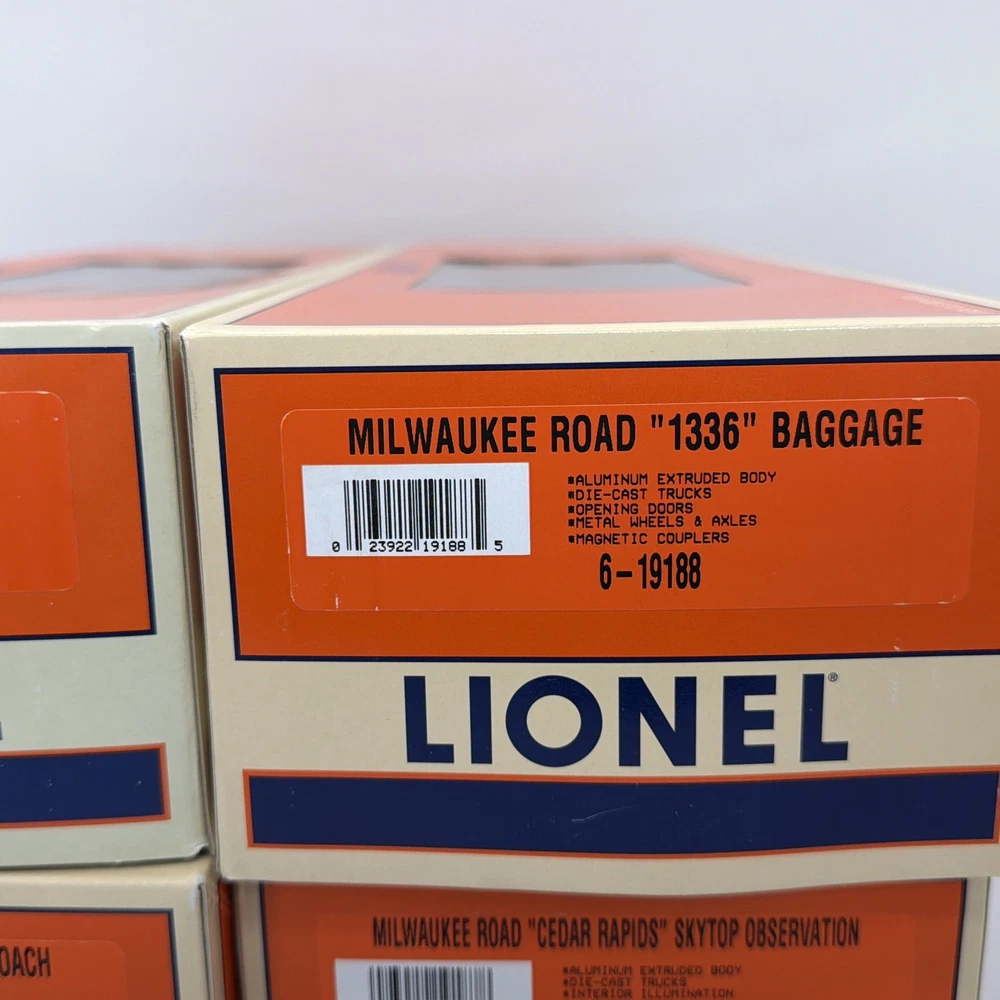 MILWAUKEE ROAD "1336" BAGGAGE
*ALUMINUM EXTRUDED BODY
*DIE-CAST TRUCKS
*OPENING DOORS
*METAL WHEELS & AXLES
*MAGNETIC COUPLERS
0 23922 19188 5
6-19188
LIONEL®
OACH
MILWAUKEE ROAD "CEDAR RAPIDS" SKYTOP OBSERVATION
*ALUMINUM EXTRUDED BODY
*DIE-CAST TRUCKS
*INTERIOR ILLUMINATION